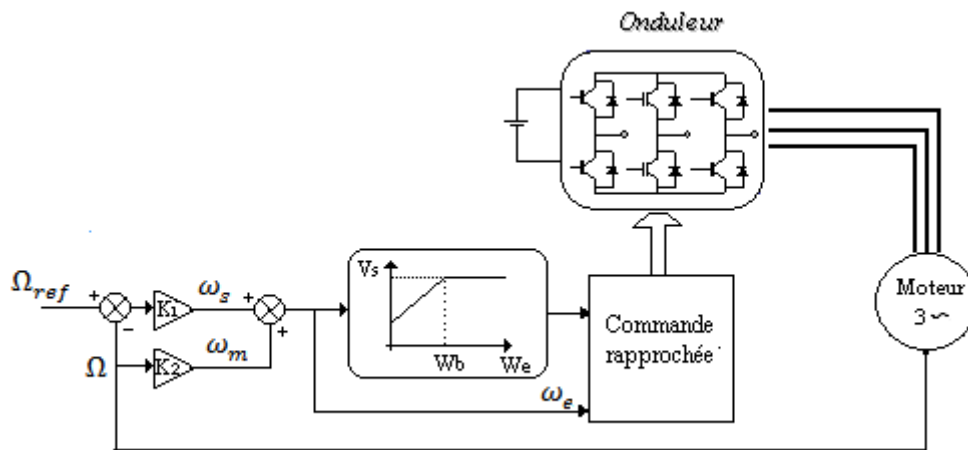 Onduleur
Ω_ref
+
−
K1
ω_s
+
+
Ω
K2
ω_m
Vs
Wb
We
ω_e
Commande
rapprochée
Moteur
3∼